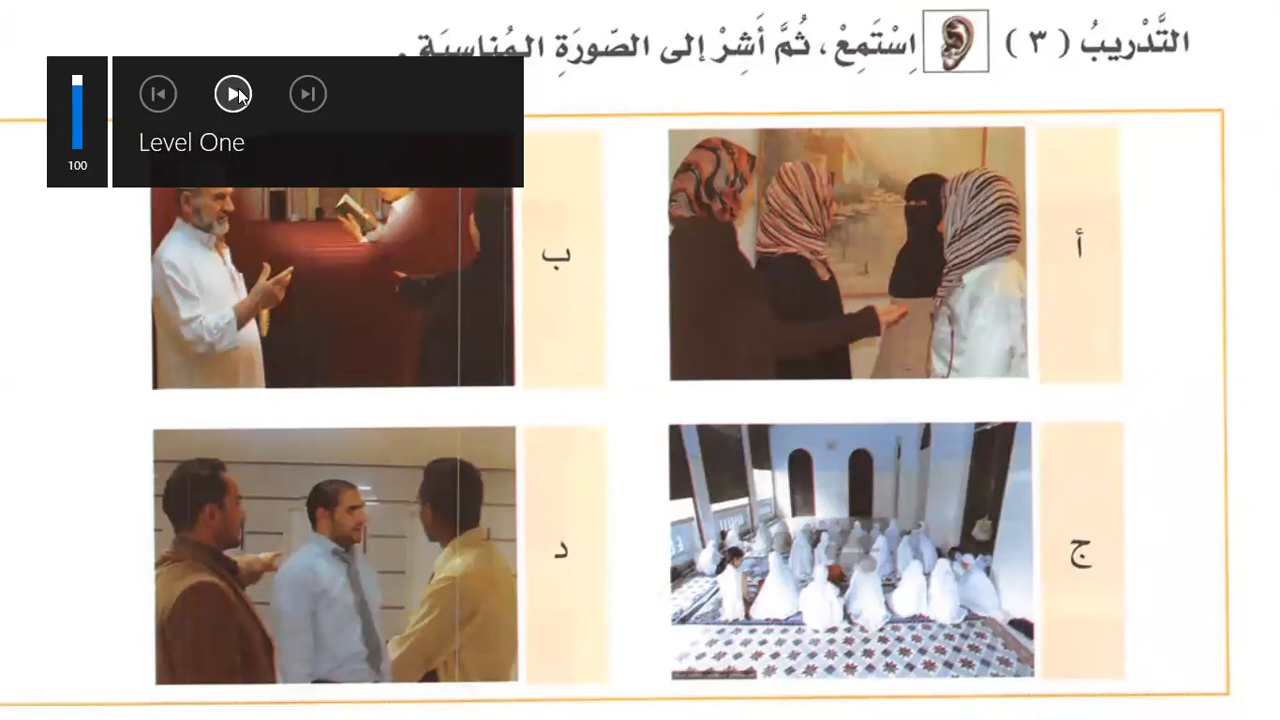 التَّدْرِيبُ ( ٣ ) اِسْتَمِعْ ، ثُمَّ أَشِرْ إلى الصّورَةِ المُناسِبَةِ .
100
Level One
أ
ب
ج
د